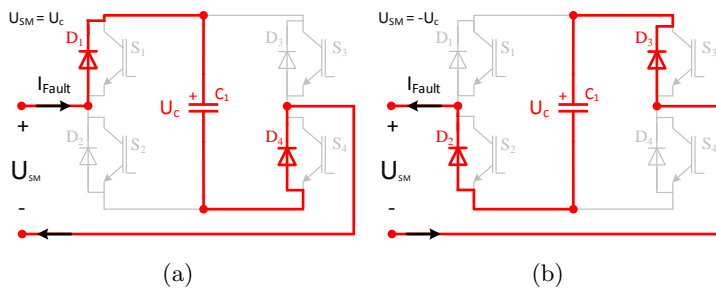 U_SM = U_c
D_1
S_1
D_3
S_3
I_Fault
+
U_c
+
C_1
D_2
S_2
D_4
S_4
U_SM
-
(a)
U_SM = -U_c
D_1
S_1
D_3
S_3
I_Fault
+
U_c
+
C_1
D_2
S_2
D_4
S_4
U_SM
-
(b)